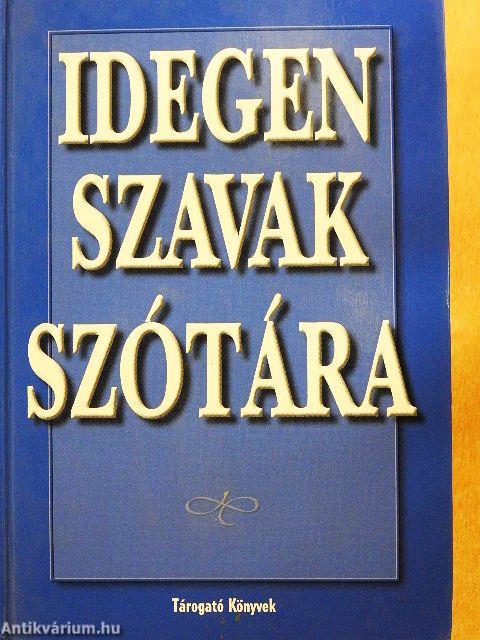 IDEGEN
SZAVAK
SZÓTÁRA
Tárogató Könyvek
Antikvárium.hu